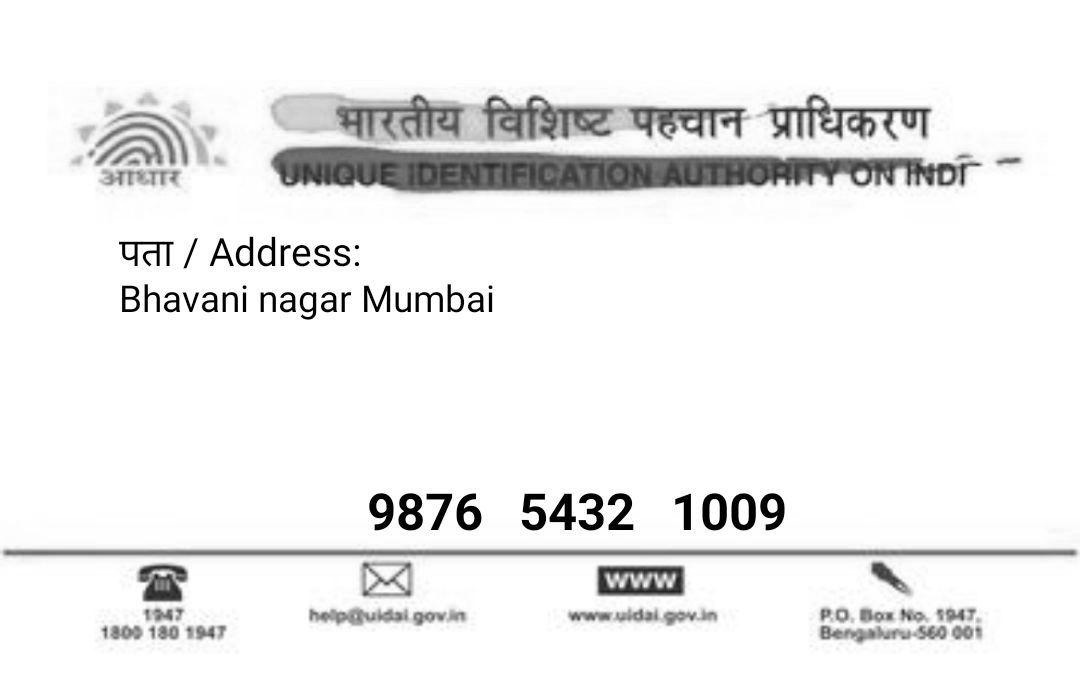 आधार
भारतीय विशिष्ट पहचान प्राधिकरण
UNIQUE IDENTIFICATION AUTHORITY ON INDI
पता / Address:
Bhavani nagar Mumbai
9876 5432 1009
1947
1800 180 1947
help@uidai.gov.in
WWW
www.uidai.gov.in
P.O. Box No. 1947,
Bengaluru-560 001